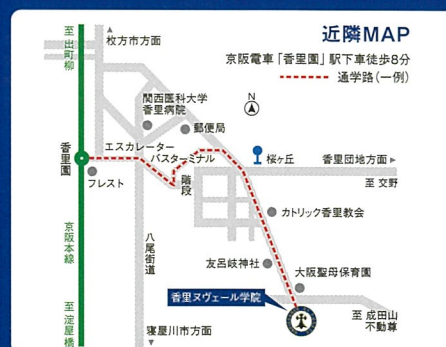 近隣MAP
京阪電車「香里園」駅下車徒歩8分
通学路(一例)
至 出町柳
枚方市方面
N
関西医科大学
香里病院
郵便局
エスカレーター
バスターミナル
桜ヶ丘
香里団地方面
至 交野
香里園
フレスト
階段
カトリック香里教会
京阪本線
八尾街道
友呂岐神社
大阪聖母保育園
香里ヌヴェール学院
至 淀屋橋
至 成田山
不動尊
寝屋川市方面